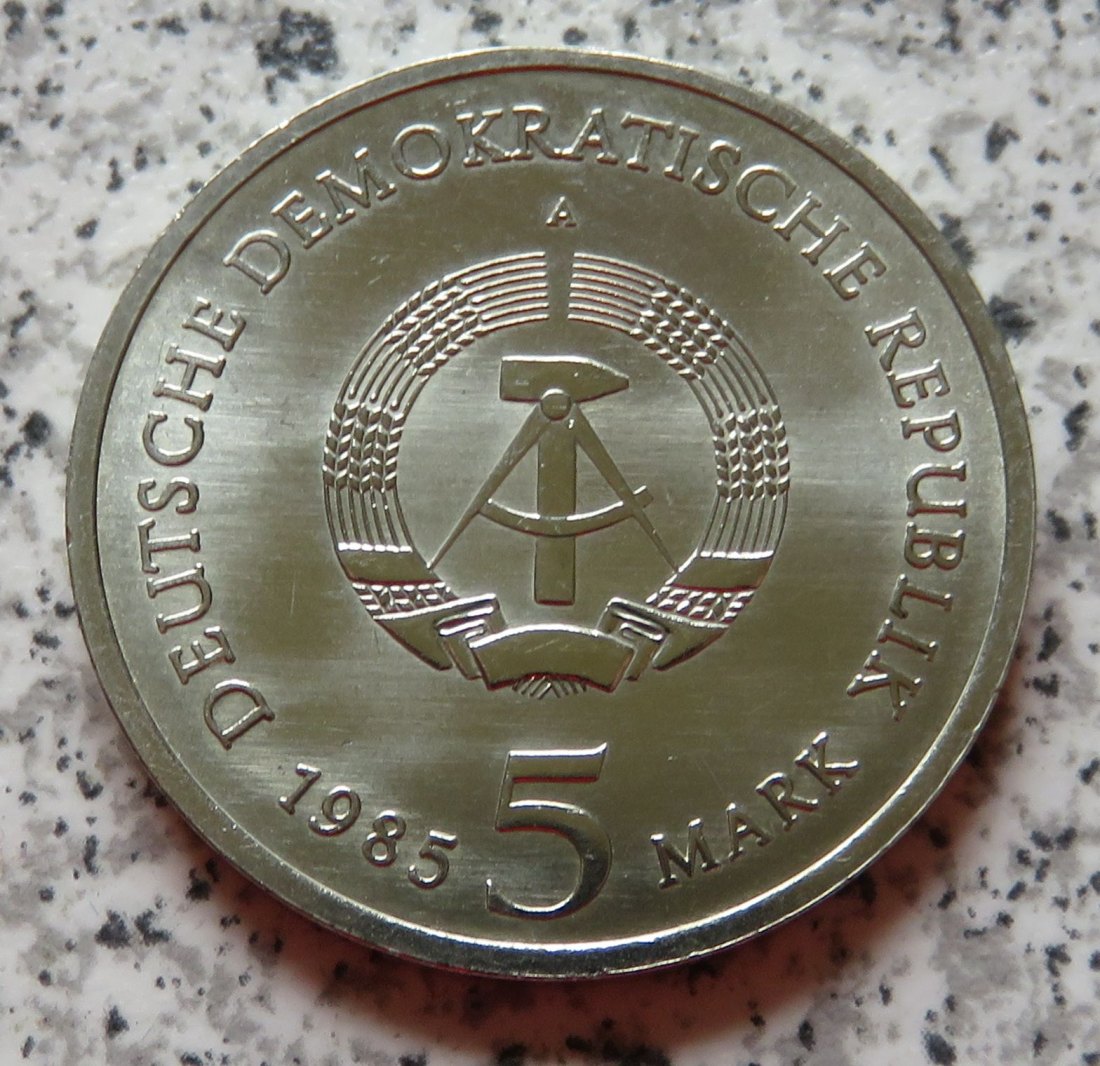 DEUTSCHE DEMOKRATISCHE REPUBLIK
A
1985 5 MARK